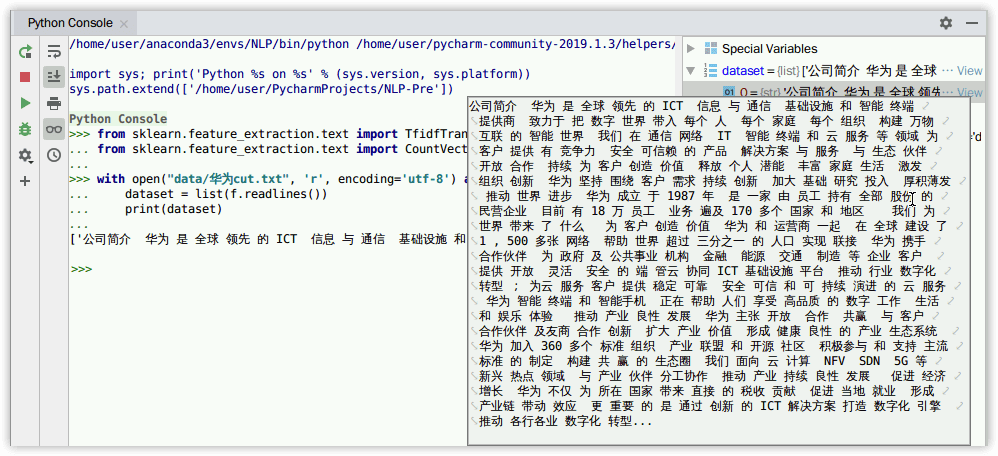 Python Console ×
/home/user/anaconda3/envs/NLP/bin/python /home/user/pycharm-community-2019.1.3/helpers/
import sys; print('Python %s on %s' % (sys.version, sys.platform))
sys.path.extend(['/home/user/PycharmProjects/NLP-Pre'])
Python Console
>>> from sklearn.feature_extraction.text import TfidfTran
... from sklearn.feature_extraction.text import CountVect
...
>>> with open("data/华为cut.txt", 'r', encoding='utf-8') a
...     dataset = list(f.readlines())
...     print(dataset)
...
['公司简介  华为 是 全球 领先 的 ICT  信息 与 通信  基础设施 和
>>>
Special Variables
dataset = {list} ['公司简介  华为 是 全球 ... View
0 = {str} '公司简介  华为 是 全球 领先 ... View
公司简介  华为 是 全球 领先 的 ICT  信息 与 通信  基础设施 和 智能 终端
提供商  致力于 把 数字 世界 带入 每个 人  每个 家庭  每个 组织  构建 万物
互联 的 智能 世界  我们 在 通信 网络  IT  智能 终端 和 云 服务 等 领域 为
客户 提供 有 竞争力  安全 可信赖 的 产品  解决方案 与 服务  与 生态 伙伴
开放 合作  持续 为 客户 创造 价值  释放 个人 潜能  丰富 家庭 生活  激发
组织 创新  华为 坚持 围绕 客户 需求 持续 创新  加大 基础 研究 投入  厚积薄发
推动 世界 进步  华为 成立 于 1987 年  是 一家 由 员工 持有 全部 股份 的
民营企业  目前 有 18 万 员工  业务 遍及 170 多个 国家 和 地区    我们 为
世界 带来 了 什么   为 客户 创造 价值  华为 和 运营商 一起  在 全球 建设 了
1 , 500 多张 网络  帮助 世界 超过 三分之一 的 人口 实现 联接  华为 携手
合作伙伴  为 政府 及 公共事业 机构  金融  能源  交通  制造 等 企业 客户
提供 开放  灵活  安全 的 端 管云 协同 ICT 基础设施 平台  推动 行业 数字化
转型 ; 为云 服务 客户 提供 稳定 可靠  安全 可信 和 可 持续 演进 的 云 服务
华为 智能 终端 和 智能手机  正在 帮助 人们 享受 高品质 的 数字 工作  生活
和 娱乐 体验   推动 产业 良性 发展  华为 主张 开放  合作  共赢  与 客户
合作伙伴 及友商 合作 创新  扩大 产业 价值  形成 健康 良性 的 产业 生态系统
华为 加入 360 多个 标准 组织  产业 联盟 和 开源 社区  积极参与 和 支持 主流
标准 的 制定  构建 共 赢 的 生态圈  我们 面向 云 计算  NFV  SDN  5G 等
新兴 热点 领域  与 产业 伙伴 分工协作  推动 产业 持续 良性 发展   促进 经济
增长  华为 不仅 为 所在 国家 带来 直接 的 税收 贡献  促进 当地 就业  形成
产业链 带动 效应  更 重要 的 是 通过 创新 的 ICT 解决方案 打造 数字化 引擎
推动 各行各业 数字化 转型...